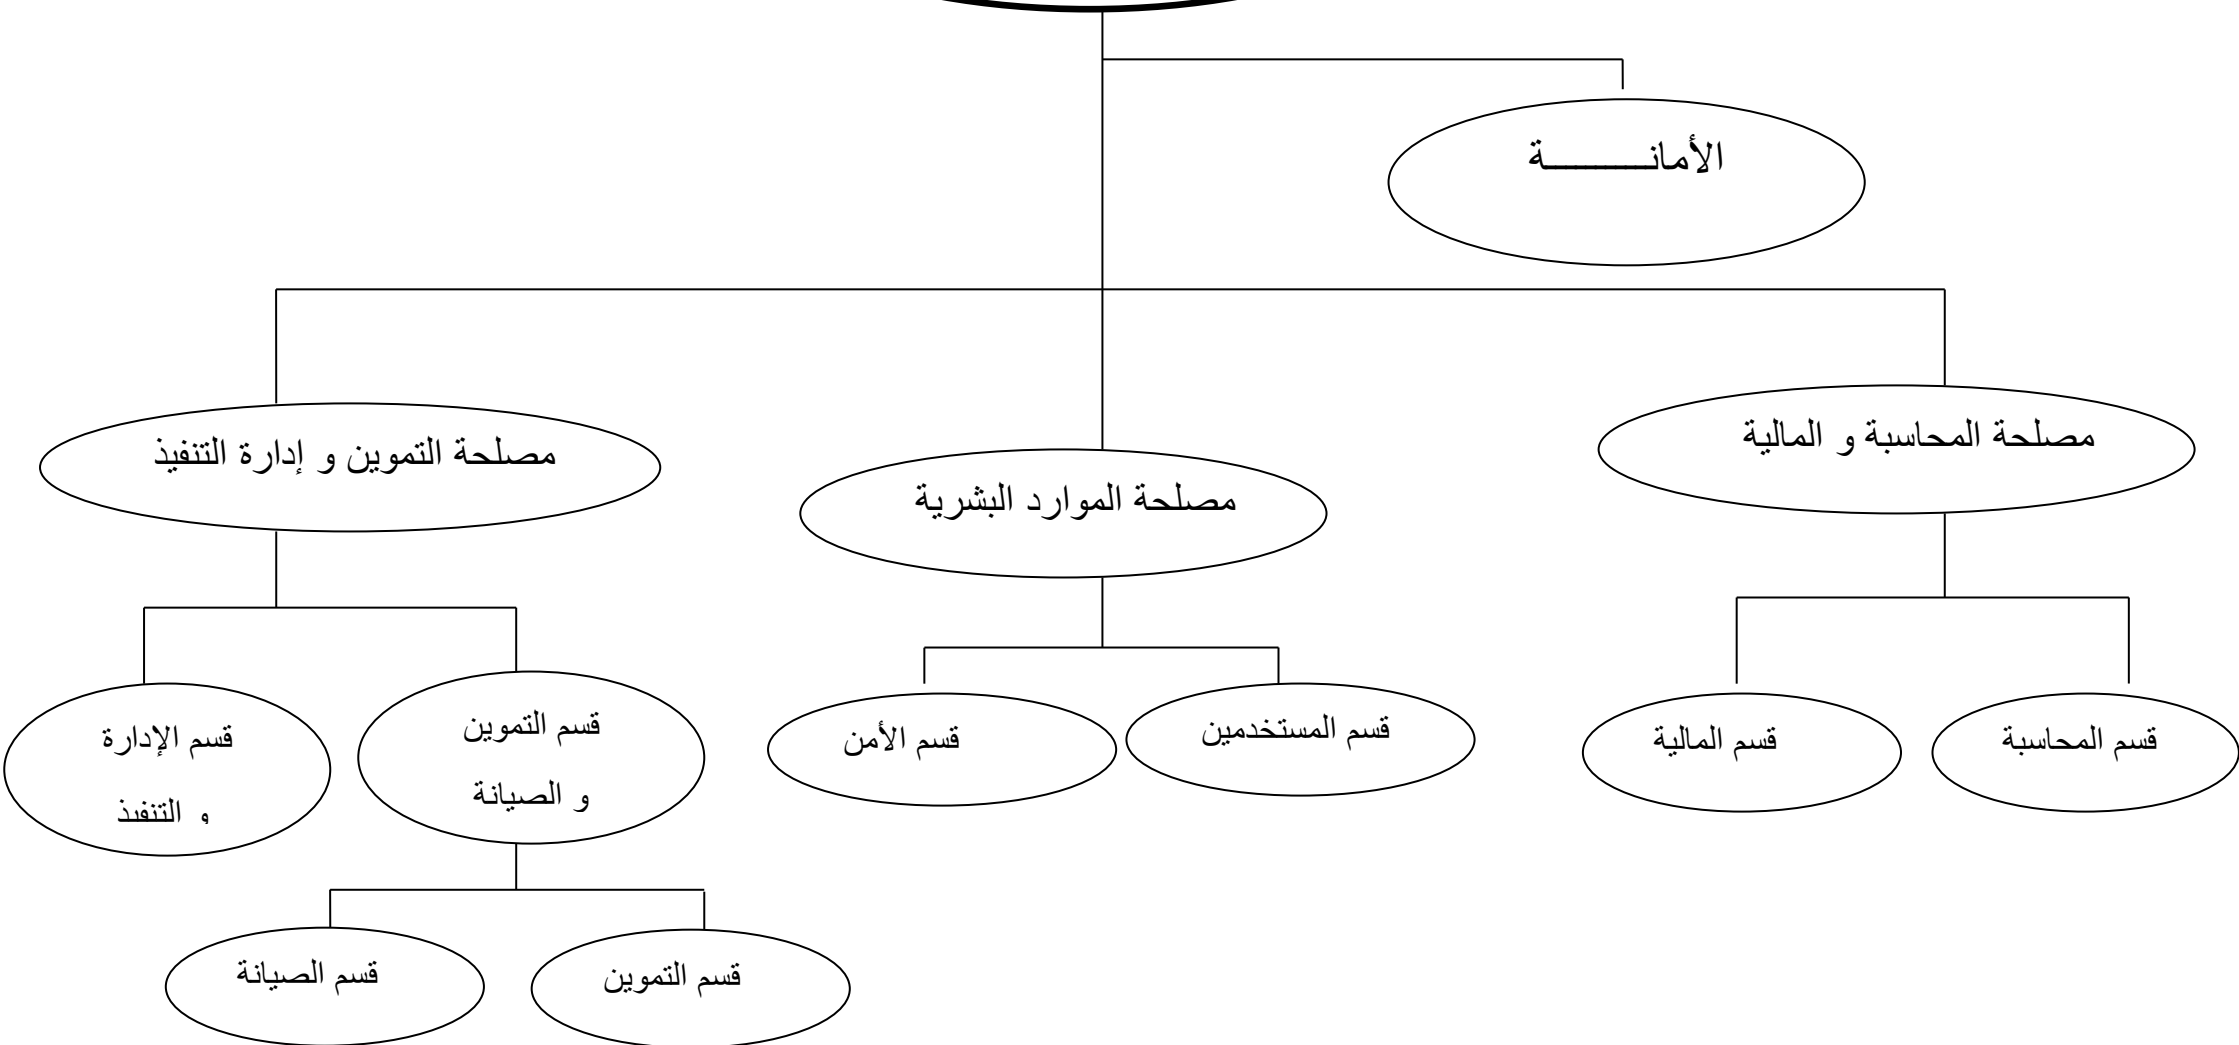 الأمانـــــــــــة
مصلحة المحاسبة و المالية
مصلحة الموارد البشرية
مصلحة التموين و إدارة التنفيذ
قسم المحاسبة
قسم المالية
قسم المستخدمين
قسم الأمن
قسم التموين
و الصيانة
قسم الإدارة
و التنفيذ
قسم التموين
قسم الصيانة